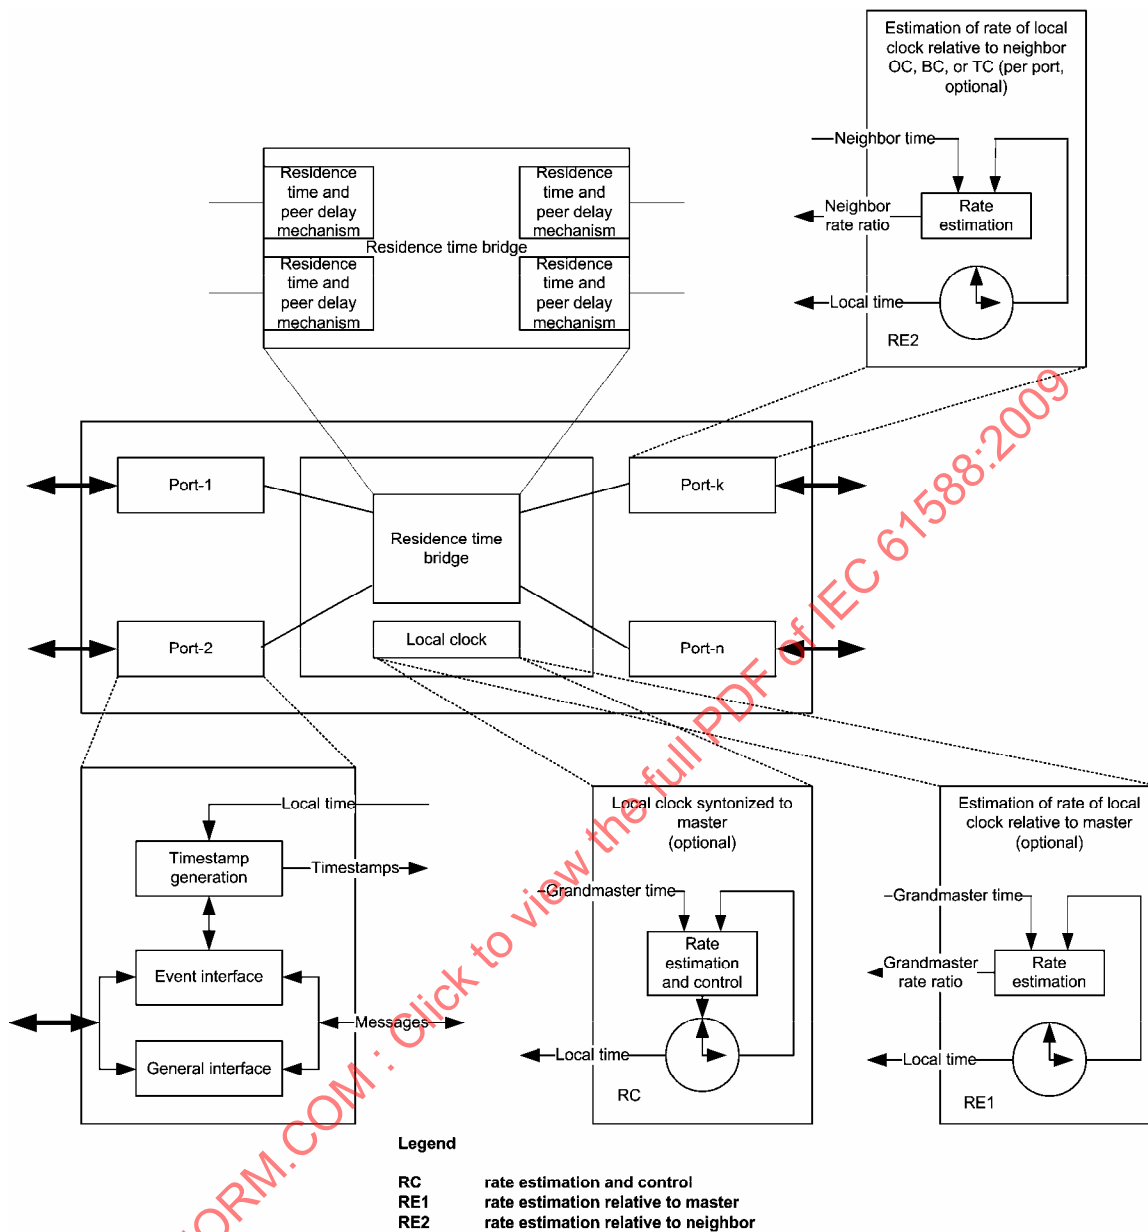 Estimation of rate of local
clock relative to neighbor
OC, BC, or TC (per port,
optional)
Neighbor time
Neighbor
rate ratio
Rate
estimation
Local time
RE2
Residence
time and
peer delay
mechanism
Residence
time and
peer delay
mechanism
Residence time bridge
Residence
time and
peer delay
mechanism
Residence
time and
peer delay
mechanism
Port-1
Port-k
Residence time
bridge
Port-2
Local clock
Port-n
Local time
Timestamp
generation
Timestamps
Event interface
Messages
General interface
Local clock syntonized to
master
(optional)
Grandmaster time
Rate
estimation
and control
Local time
RC
Estimation of rate of local
clock relative to master
(optional)
Grandmaster time
Grandmaster
rate ratio
Rate
estimation
Local time
RE1
Legend
RC rate estimation and control
RE1 rate estimation relative to master
RE2 rate estimation relative to neighbor
NORM.COM : Click to view the full PDF of IEC 61588:2009